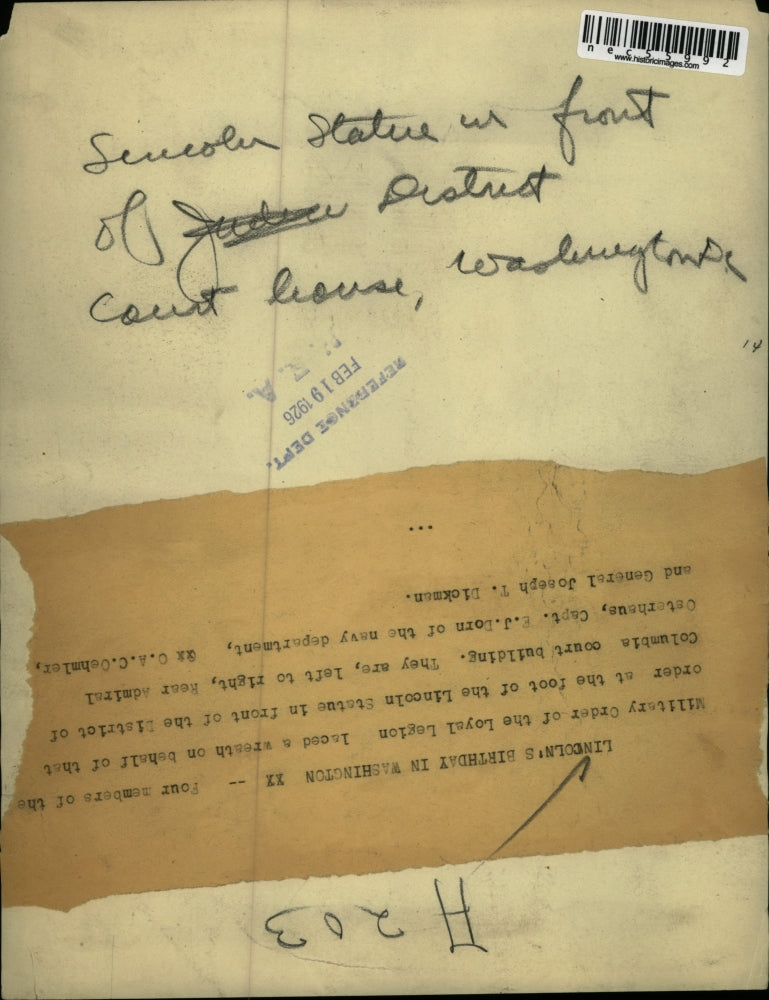 nec55992
www.historicimages.com
Lincoln Statue in front
of District
Court house, Washington DC
14
REFERENCE DEPT.
FEB 19 1926
N. E. A.
LINCOLN'S BIRTHDAY IN WASHINGTON XX -- Four members of the
Military Order of the Loyal Legion laced a wreath on behalf of that
order at the foot of the Lincoln Statue in front of the District of
Columbia court building. They are, left to right, Rear Admiral
Osterhaus, Capt. E.J.Dorn of the navy department, O.A.C.Oehmler,
and General Joseph T. Dickman.
...
H 203